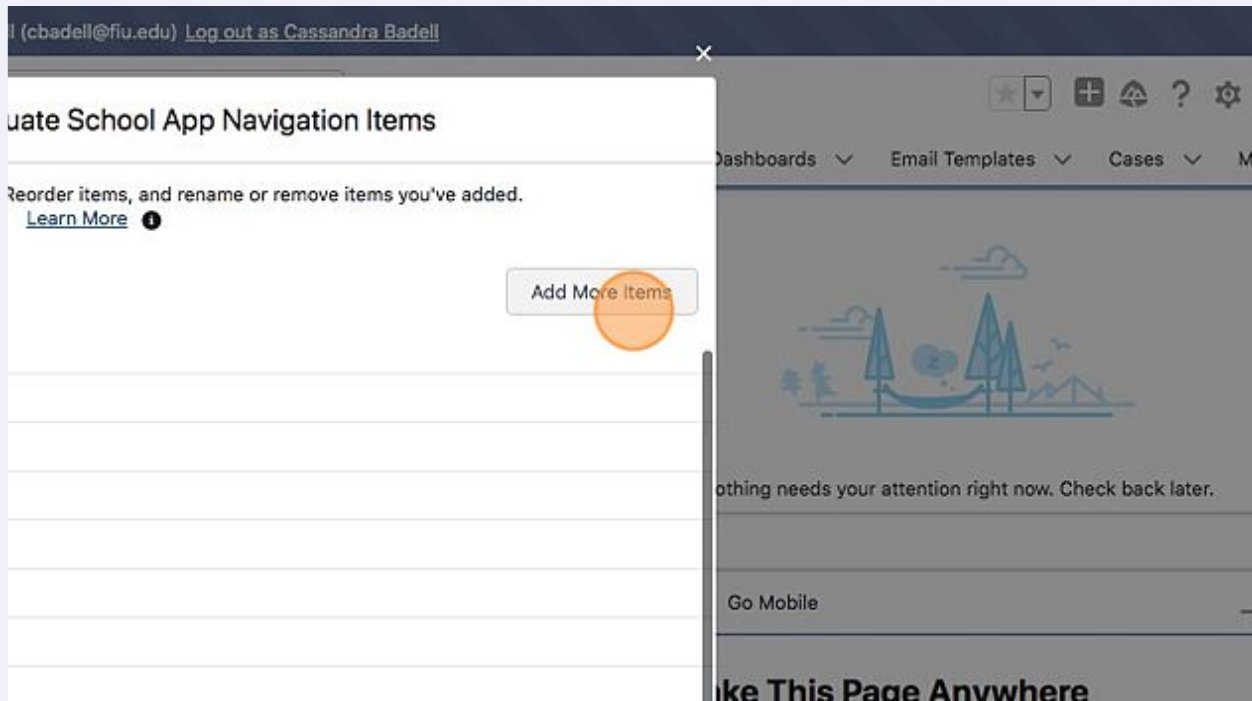 (cbadell@fiu.edu) Log out as Cassandra Badell
uate School App Navigation Items
Dashboards
Email Templates
Cases
Reorder items, and rename or remove items you've added.
Learn More
Add More Items
othing needs your attention right now. Check back later.
Go Mobile
ke This Page Anywhere